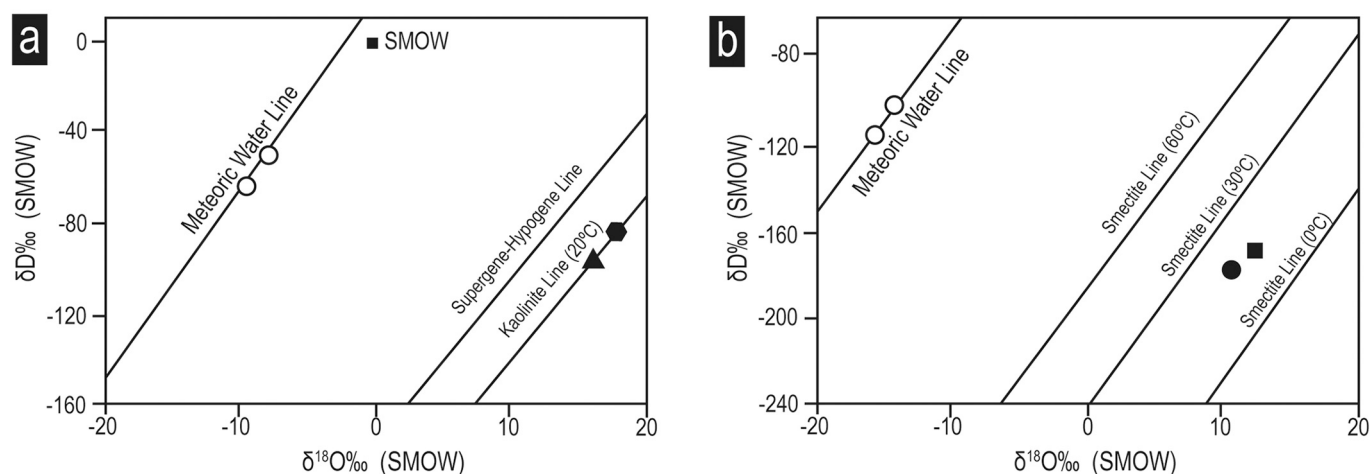 a
0
-40
-80
-120
-160
δD‰ (SMOW)
SMOW
Meteoric Water Line
Supergene-Hypogene Line
Kaolinite Line (20ºC)
-20
-10
0
10
20
δ¹⁸O‰ (SMOW)
b
-80
-120
-160
-200
-240
δD‰ (SMOW)
Meteoric Water Line
Smectite Line (60ºC)
Smectite Line (30ºC)
Smectite Line (0ºC)
-20
-10
0
10
20
δ¹⁸O‰ (SMOW)